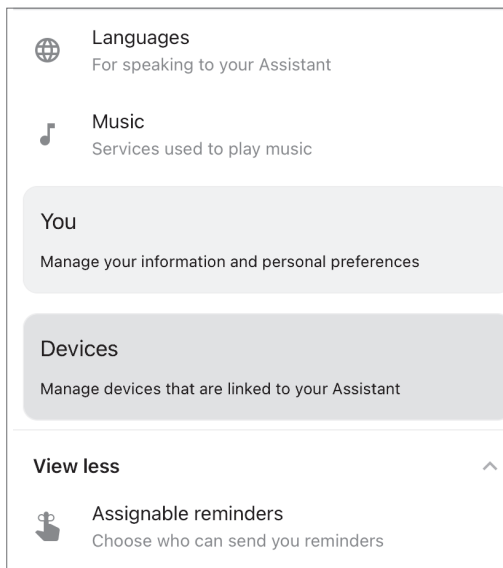 Languages
For speaking to your Assistant
Music
Services used to play music
You
Manage your information and personal preferences
Devices
Manage devices that are linked to your Assistant
View less
Assignable reminders
Choose who can send you reminders